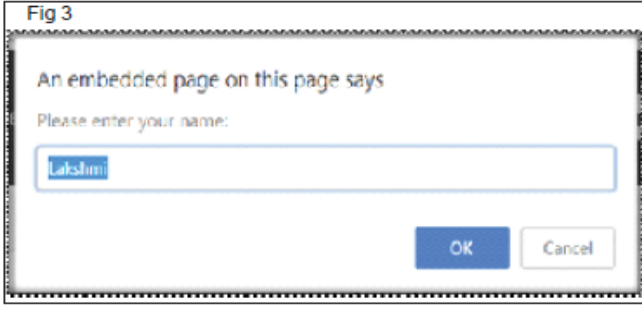 Fig 3
An embedded page on this page says
Please enter your name:
Lakshmi
OK Cancel